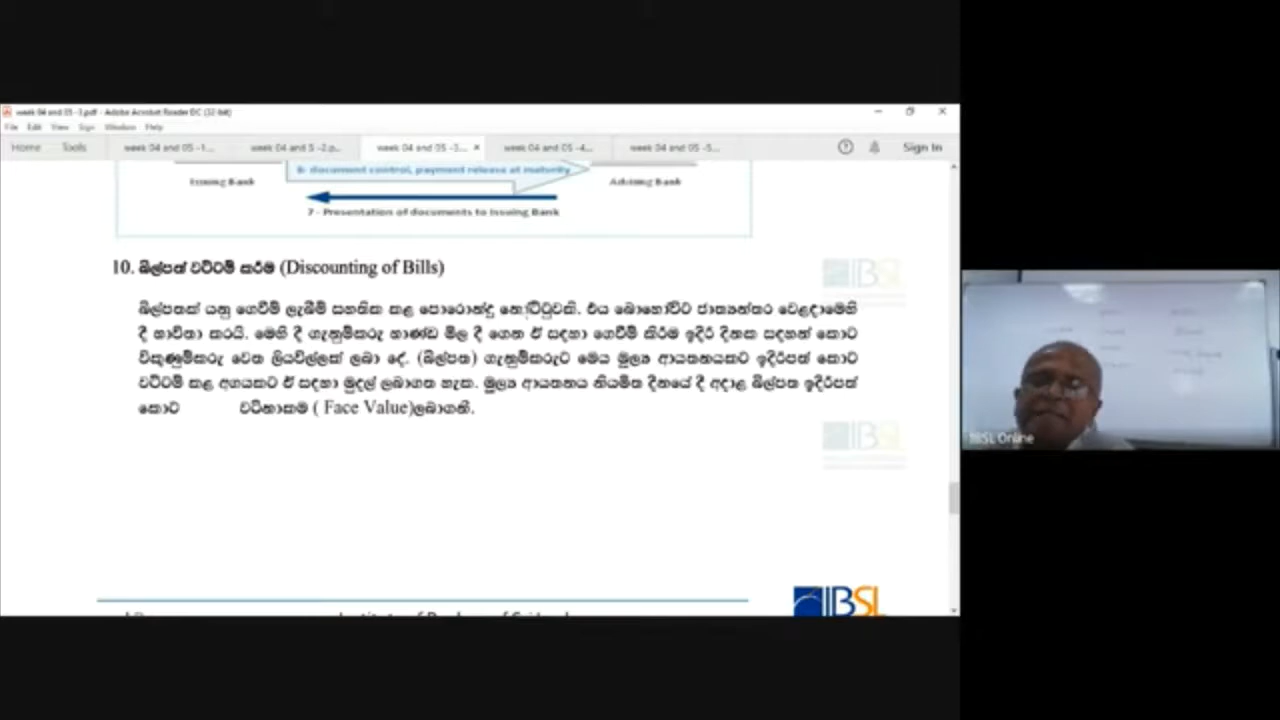 week 04 and 05 -3.pdf - Adobe Acrobat Reader DC (32-bit)
File Edit View Sign Window Help
Home Tools week 04 and 05 -1... week 04 and 5 -2.p... week 04 and 05 -3... × week 04 and 05 -4... week 04 and 05 -5... Sign In
6- document control, payment release at maturity
Issuing Bank Advising Bank
7 - Presentation of documents to Issuing Bank
10. බිල්පත් වට්ටම් කරීම (Discounting of Bills)
බිල්පතක් යනු ගෙවීම් ලැබීම් සහතික කළ පොරොන්දු නෝට්ටුවකි. එය බොහෝවිට ජාත්‍යන්තර වෙළඳාමෙහි
දී භාවිතා කරයි. මෙහි දී ගැනුම්කරු භාණ්ඩ මිල දී ගෙන ඒ සඳහා ගෙවීම් කිරීම ඉදිරි දිනක සඳහන් කොට
විකුණුම්කරු වෙත ලියවිල්ලක් ලබා දේ. (බිල්පත) ගැනුම්කරුට මෙය මූල්‍ය ආයතනයකට ඉදිරිපත් කොට
වට්ටම් කළ අගයකට ඒ සඳහා මුදල් ලබාගත හැක. මූල්‍ය ආයතනය නියමිත දිනයේ දී අදාළ බිල්පත ඉදිරිපත්
කොට වටිනාකම ( Face Value)ලබාගනී.
IBSL
IBSL Online